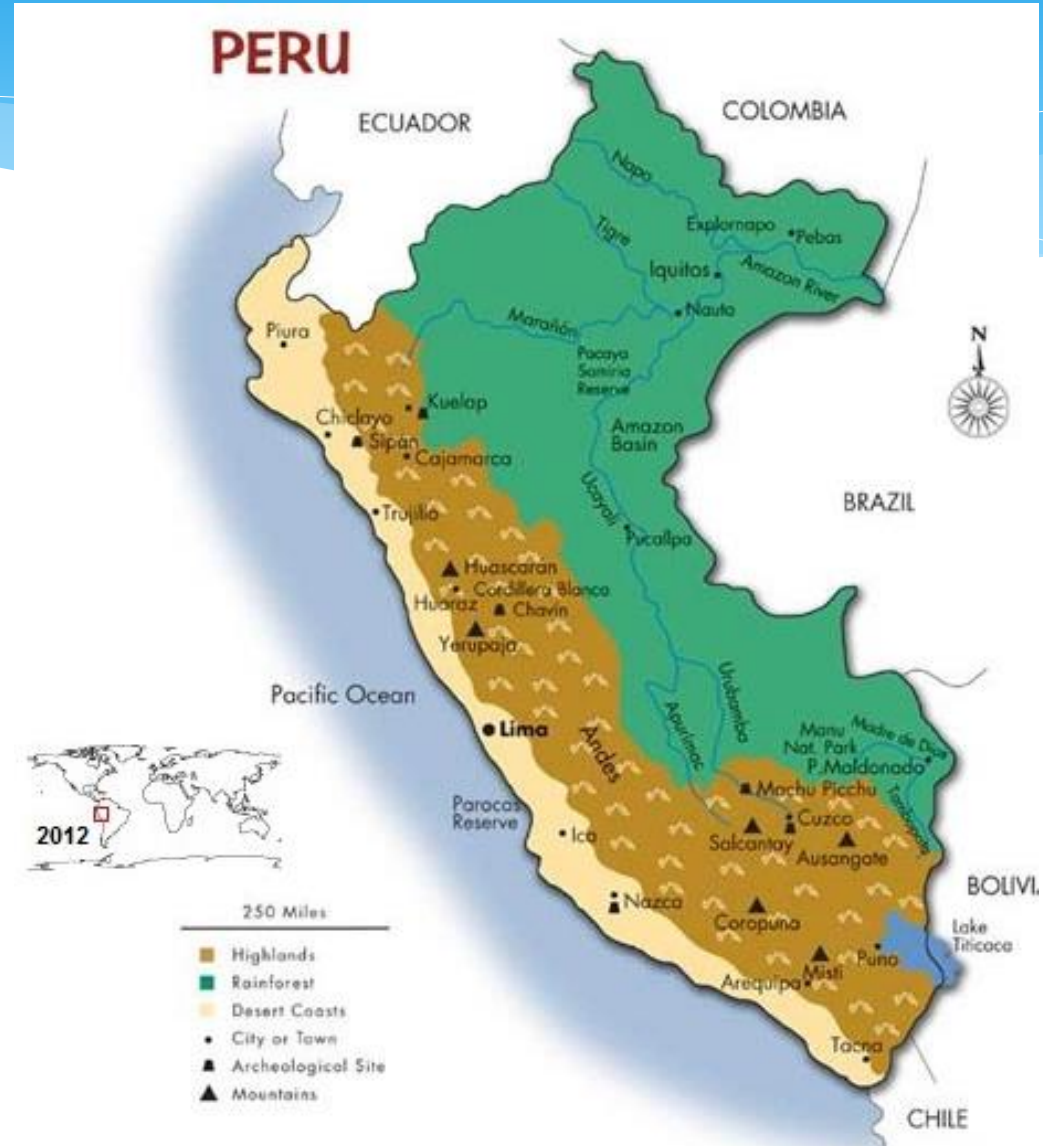 PERU
ECUADOR
COLOMBIA
Napo
Tigre
Explornapo
Pebas
Iquitos
Amazon River
Nauta
Marañón
Piura
Pacaya
Samiria
Reserve
N
Kuelap
Chiclayo
Sipán
Cajamarca
Amazon
Basin
Ucayali
BRAZIL
Trujillo
Pucallpa
Huascaran
Cordillera Blanca
Huaraz
Chavin
Yerupaja
Pacific Ocean
Urubamba
Apurimac
Lima
Andes
Manu
Nat. Park
Madre de Dios
P.Maldonado
Machu Picchu
Tambopata
2012
Paracas
Reserve
Ica
Cuzco
Salcantay
Ausangate
BOLIVI
Nazca
Coropuna
Lake
Titicaca
Puno
Misti
Arequipa
Tacna
CHILE
250 Miles
Highlands
Rainforest
Desert Coasts
City or Town
Archeological Site
Mountains